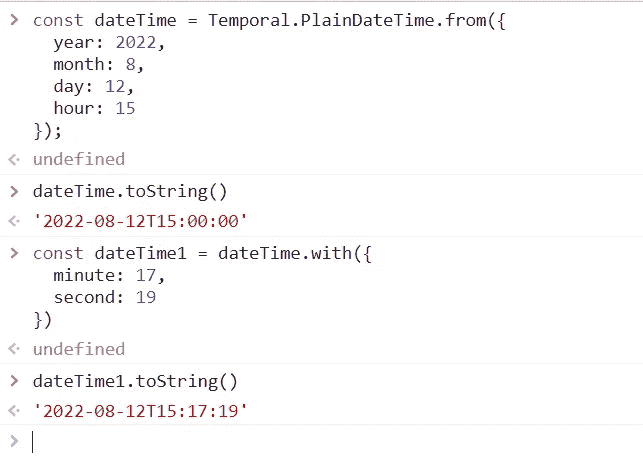 > const dateTime = Temporal.PlainDateTime.from({
    year: 2022,
    month: 8,
    day: 12,
    hour: 15
  });
<· undefined
> dateTime.toString()
<· '2022-08-12T15:00:00'
> const dateTime1 = dateTime.with({
    minute: 17,
    second: 19
  })
<· undefined
> dateTime1.toString()
<· '2022-08-12T15:17:19'
>